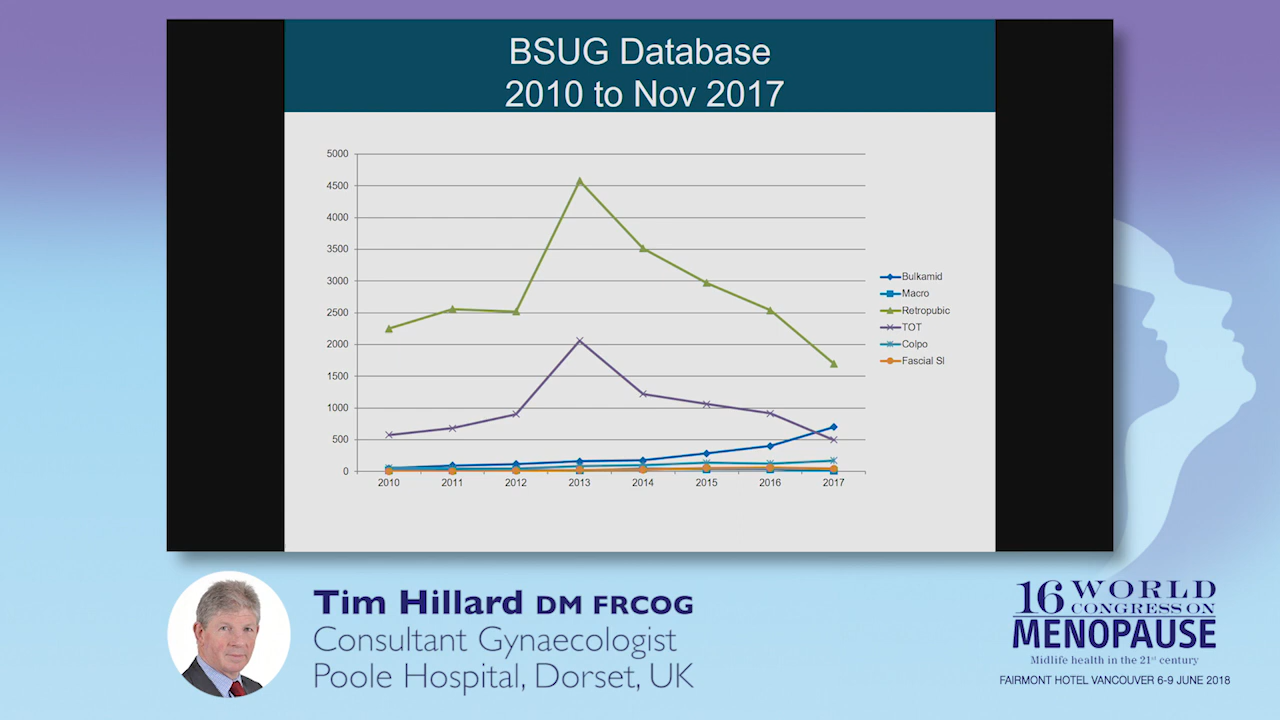 BSUG Database
2010 to Nov 2017
5000
4500
4000
3500
3000
2500
2000
1500
1000
500
0
2010 2011 2012 2013 2014 2015 2016 2017
Bulkamid
Macro
Retropubic
TOT
Colpo
Fascial Sl
Tim Hillard DM FRCOG
Consultant Gynaecologist
Poole Hospital, Dorset, UK
16 WORLD
CONGRESS ON
MENOPAUSE
Midlife health in the 21st century
FAIRMONT HOTEL VANCOUVER 6-9 JUNE 2018